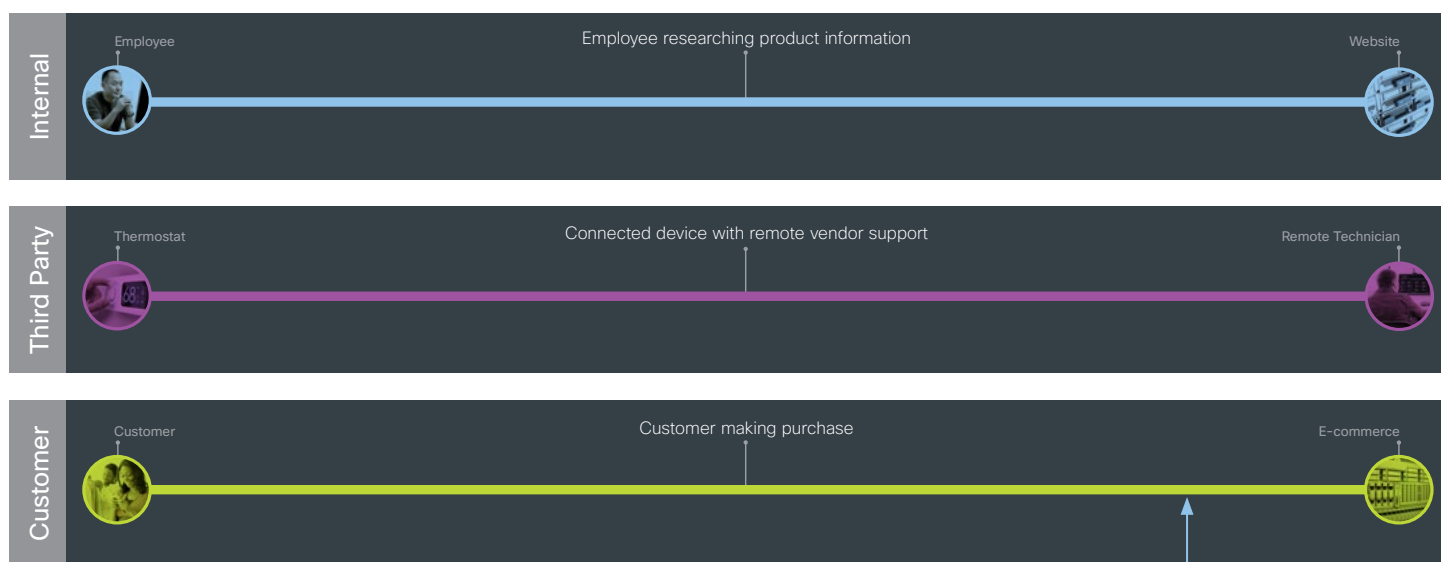 Internal
Employee
Employee researching product information
Website
Third Party
Thermostat
Connected device with remote vendor support
Remote Technician
68
Customer
Customer
Customer making purchase
E-commerce